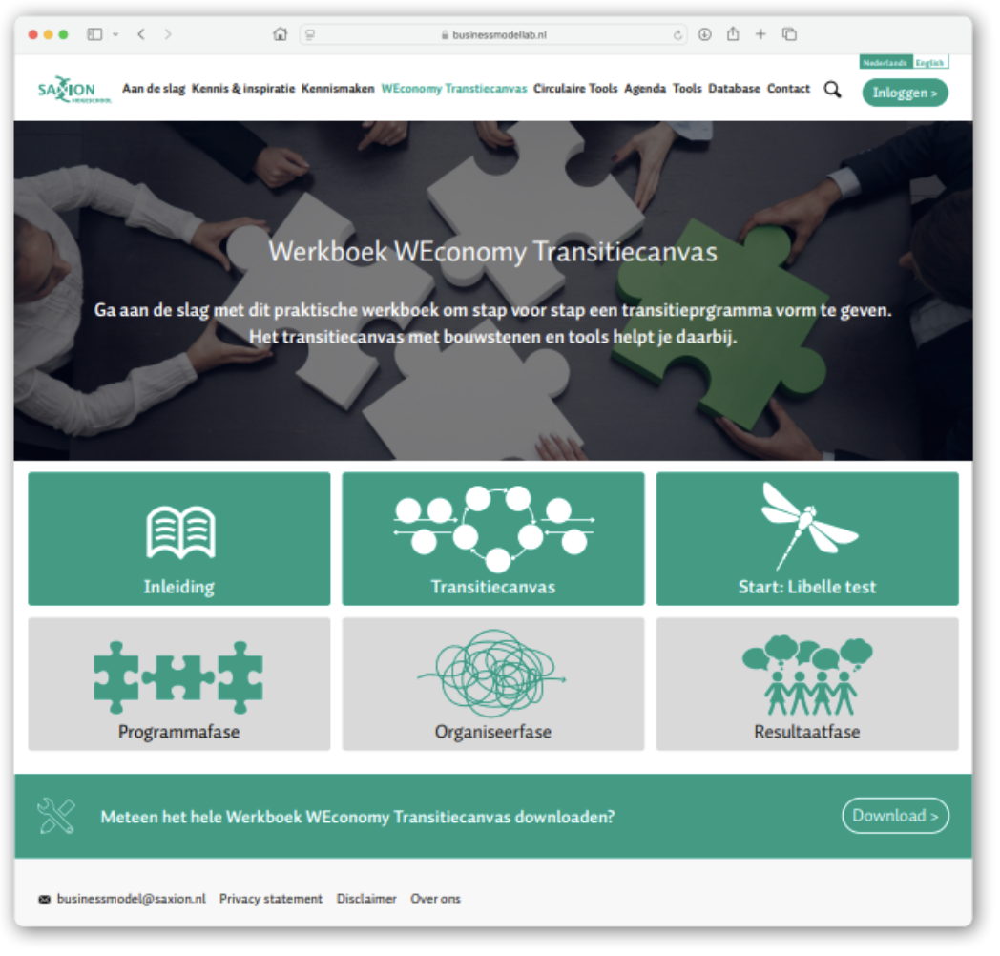 businessmodellab.nl
Nederlands English
SAXION
HOGESCHOOL
Aan de slag Kennis & inspiratie Kennismaken WEconomy Transtiecanvas Circulaire Tools Agenda Tools Database Contact
Inloggen >
Werkboek WEconomy Transitiecanvas
Ga aan de slag met dit praktische werkboek om stap voor stap een transitieprgramma vorm te geven.
Het transitiecanvas met bouwstenen en tools helpt je daarbij.
Inleiding
Transitiecanvas
Start: Libelle test
Programmafase
Organiseerfase
Resultaatfase
Meteen het hele Werkboek WEconomy Transitiecanvas downloaden?
Download >
businessmodel@saxion.nl Privacy statement Disclaimer Over ons